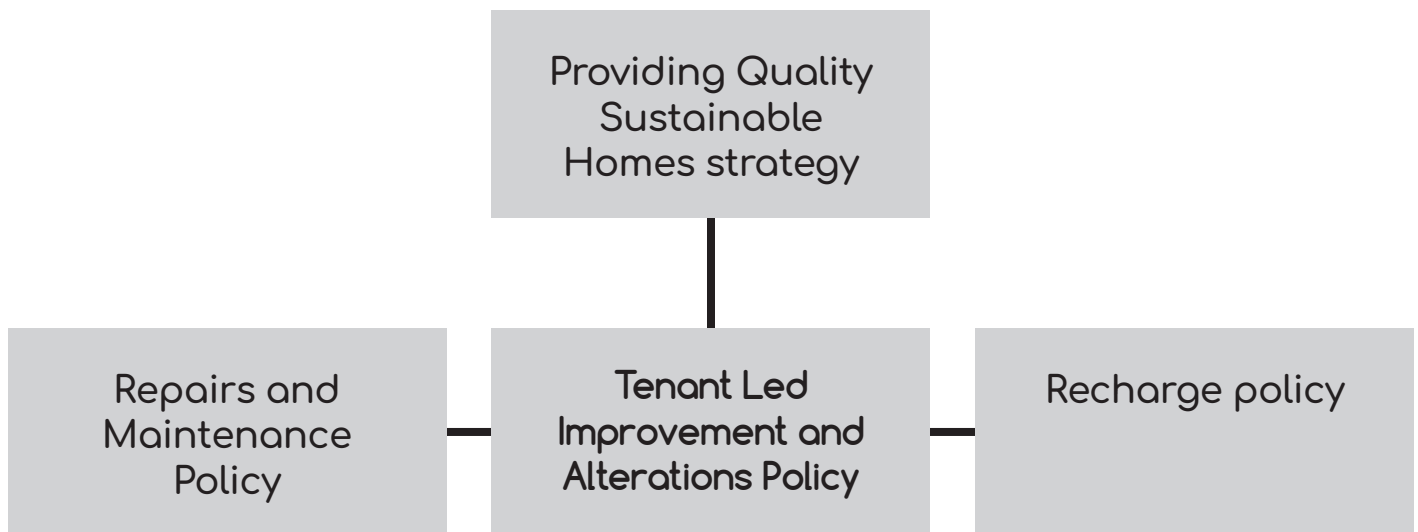 Providing Quality
Sustainable
Homes strategy
Repairs and
Maintenance
Policy
Tenant Led
Improvement and
Alterations Policy
Recharge policy